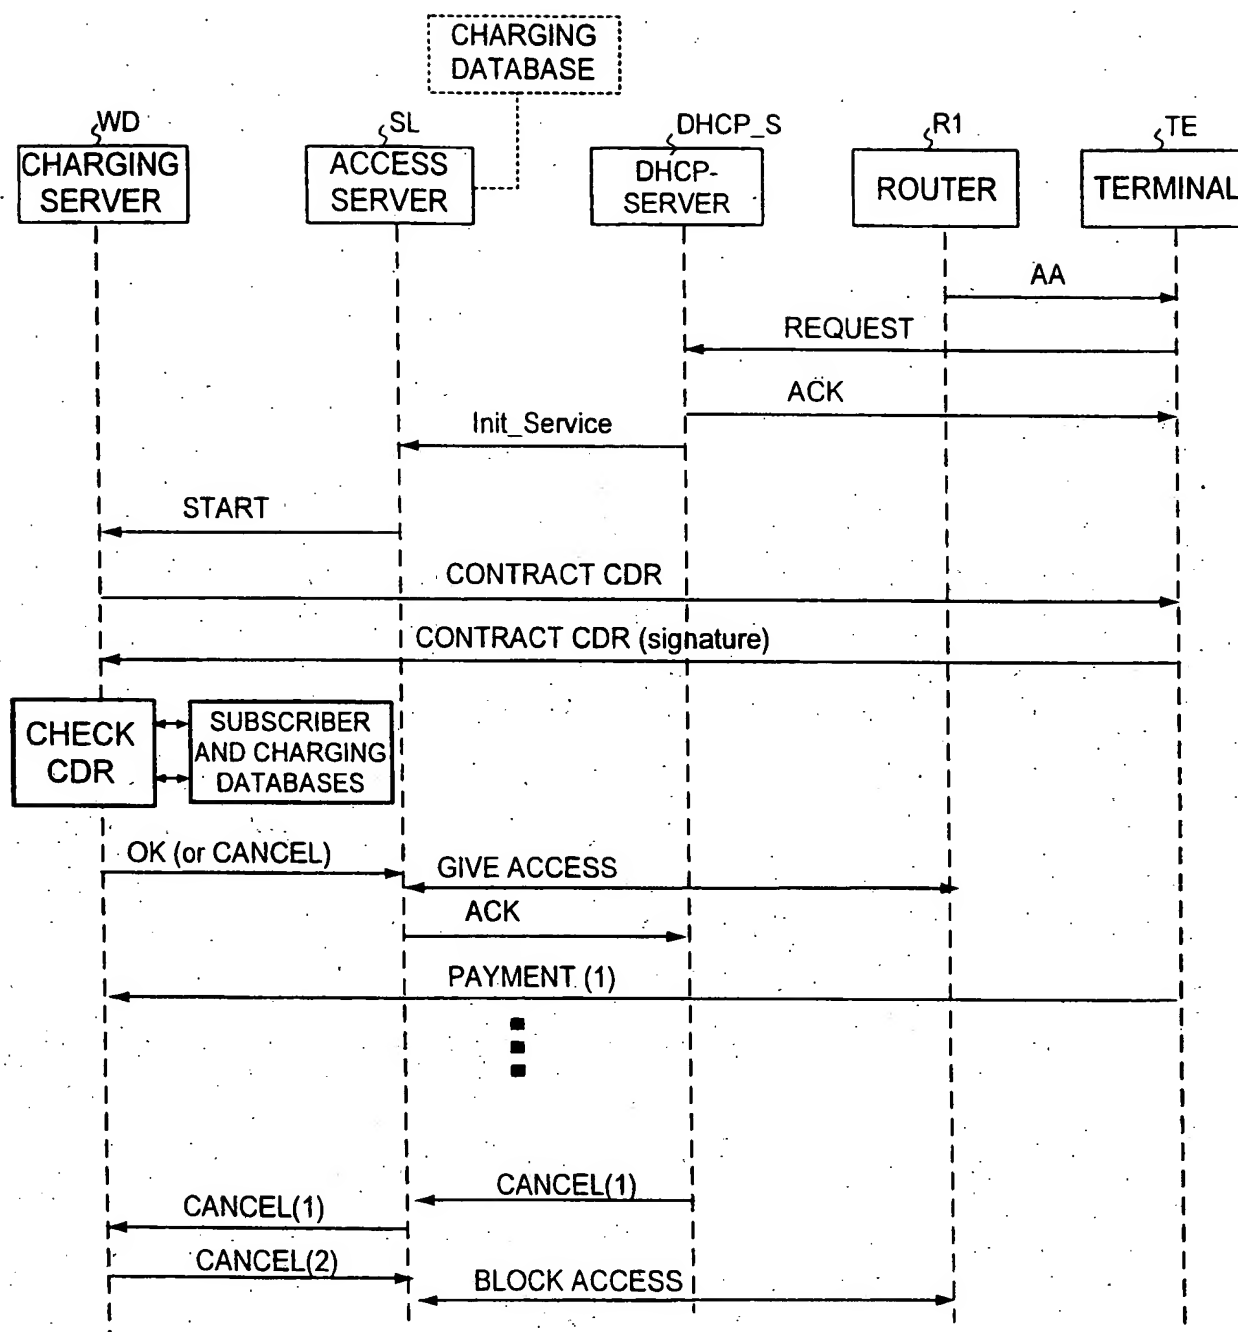 CHARGING
DATABASE
WD
SL
DHCP_S
R1
TE
CHARGING
SERVER
ACCESS
SERVER
DHCP-
SERVER
ROUTER
TERMINAL
AA
REQUEST
ACK
Init_Service
START
CONTRACT CDR
CONTRACT CDR (signature)
CHECK
CDR
SUBSCRIBER
AND CHARGING
DATABASES
OK (or CANCEL)
GIVE ACCESS
ACK
PAYMENT (1)
CANCEL(1)
CANCEL(1)
CANCEL(2)
BLOCK ACCESS